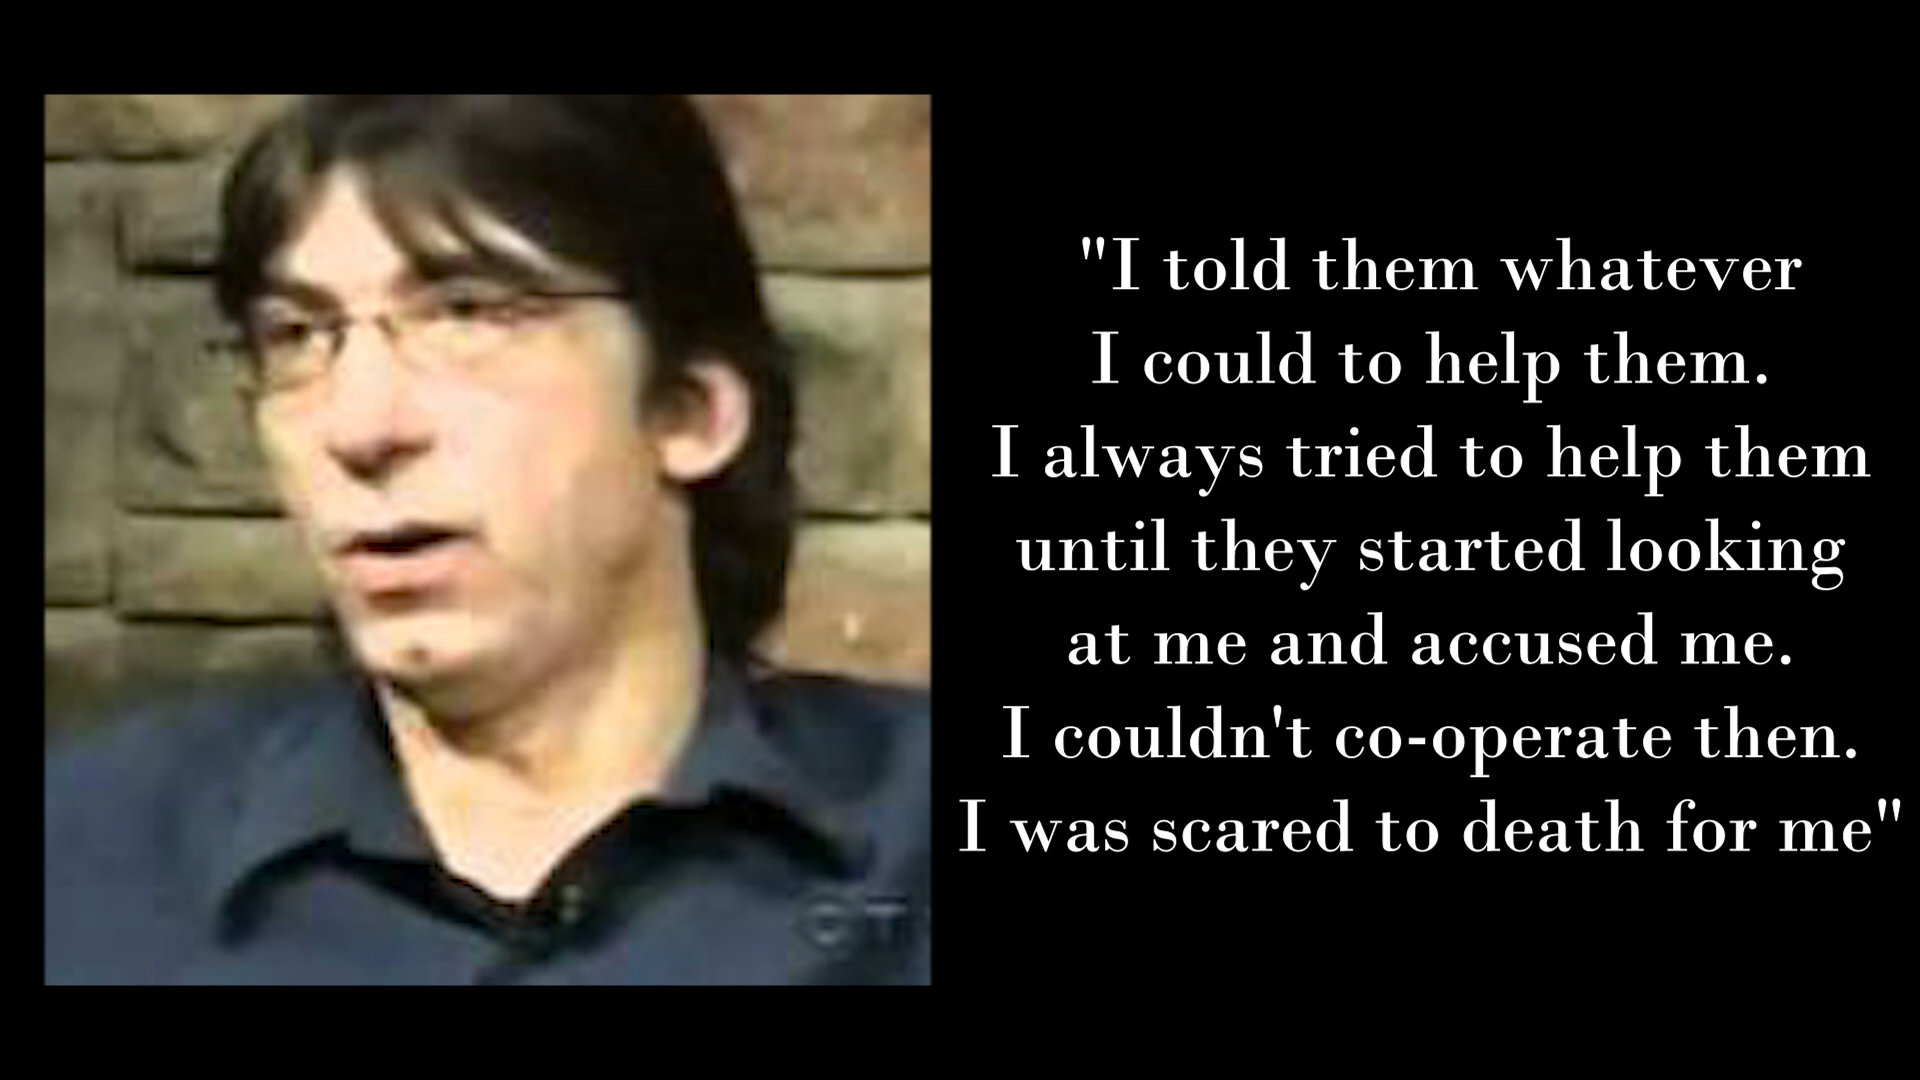 "I told them whatever
I could to help them.
I always tried to help them
until they started looking
at me and accused me.
I couldn't co-operate then.
I was scared to death for me"
CT